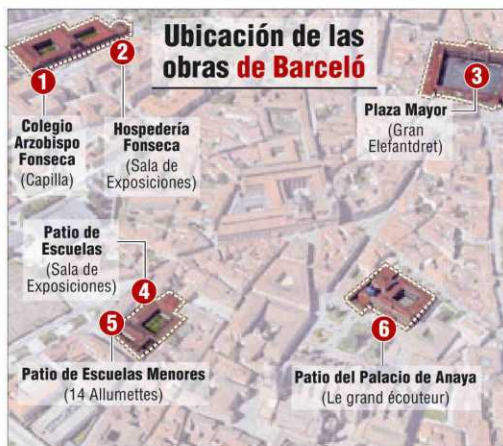 Ubicación de las
obras de Barceló
1
Colegio
Arzobispo
Fonseca
(Capilla)
2
Hospedería
Fonseca
(Sala de
Exposiciones)
3
Plaza Mayor
(Gran
Elefantdret)
Patio de
Escuelas
(Sala de
Exposiciones)
4
5
Patio de Escuelas Menores
(14 Allumettes)
6
Patio del Palacio de Anaya
(Le grand écouteur)